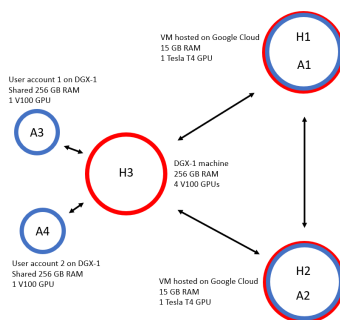 VM hosted on Google Cloud
15 GB RAM
1 Tesla T4 GPU
H1
A1
User account 1 on DGX-1
Shared 256 GB RAM
1 V100 GPU
A3
H3
DGX-1 machine
256 GB RAM
4 V100 GPUs
A4
User account 2 on DGX-1
Shared 256 GB RAM
1 V100 GPU
VM hosted on Google Cloud
15 GB RAM
1 Tesla T4 GPU
H2
A2